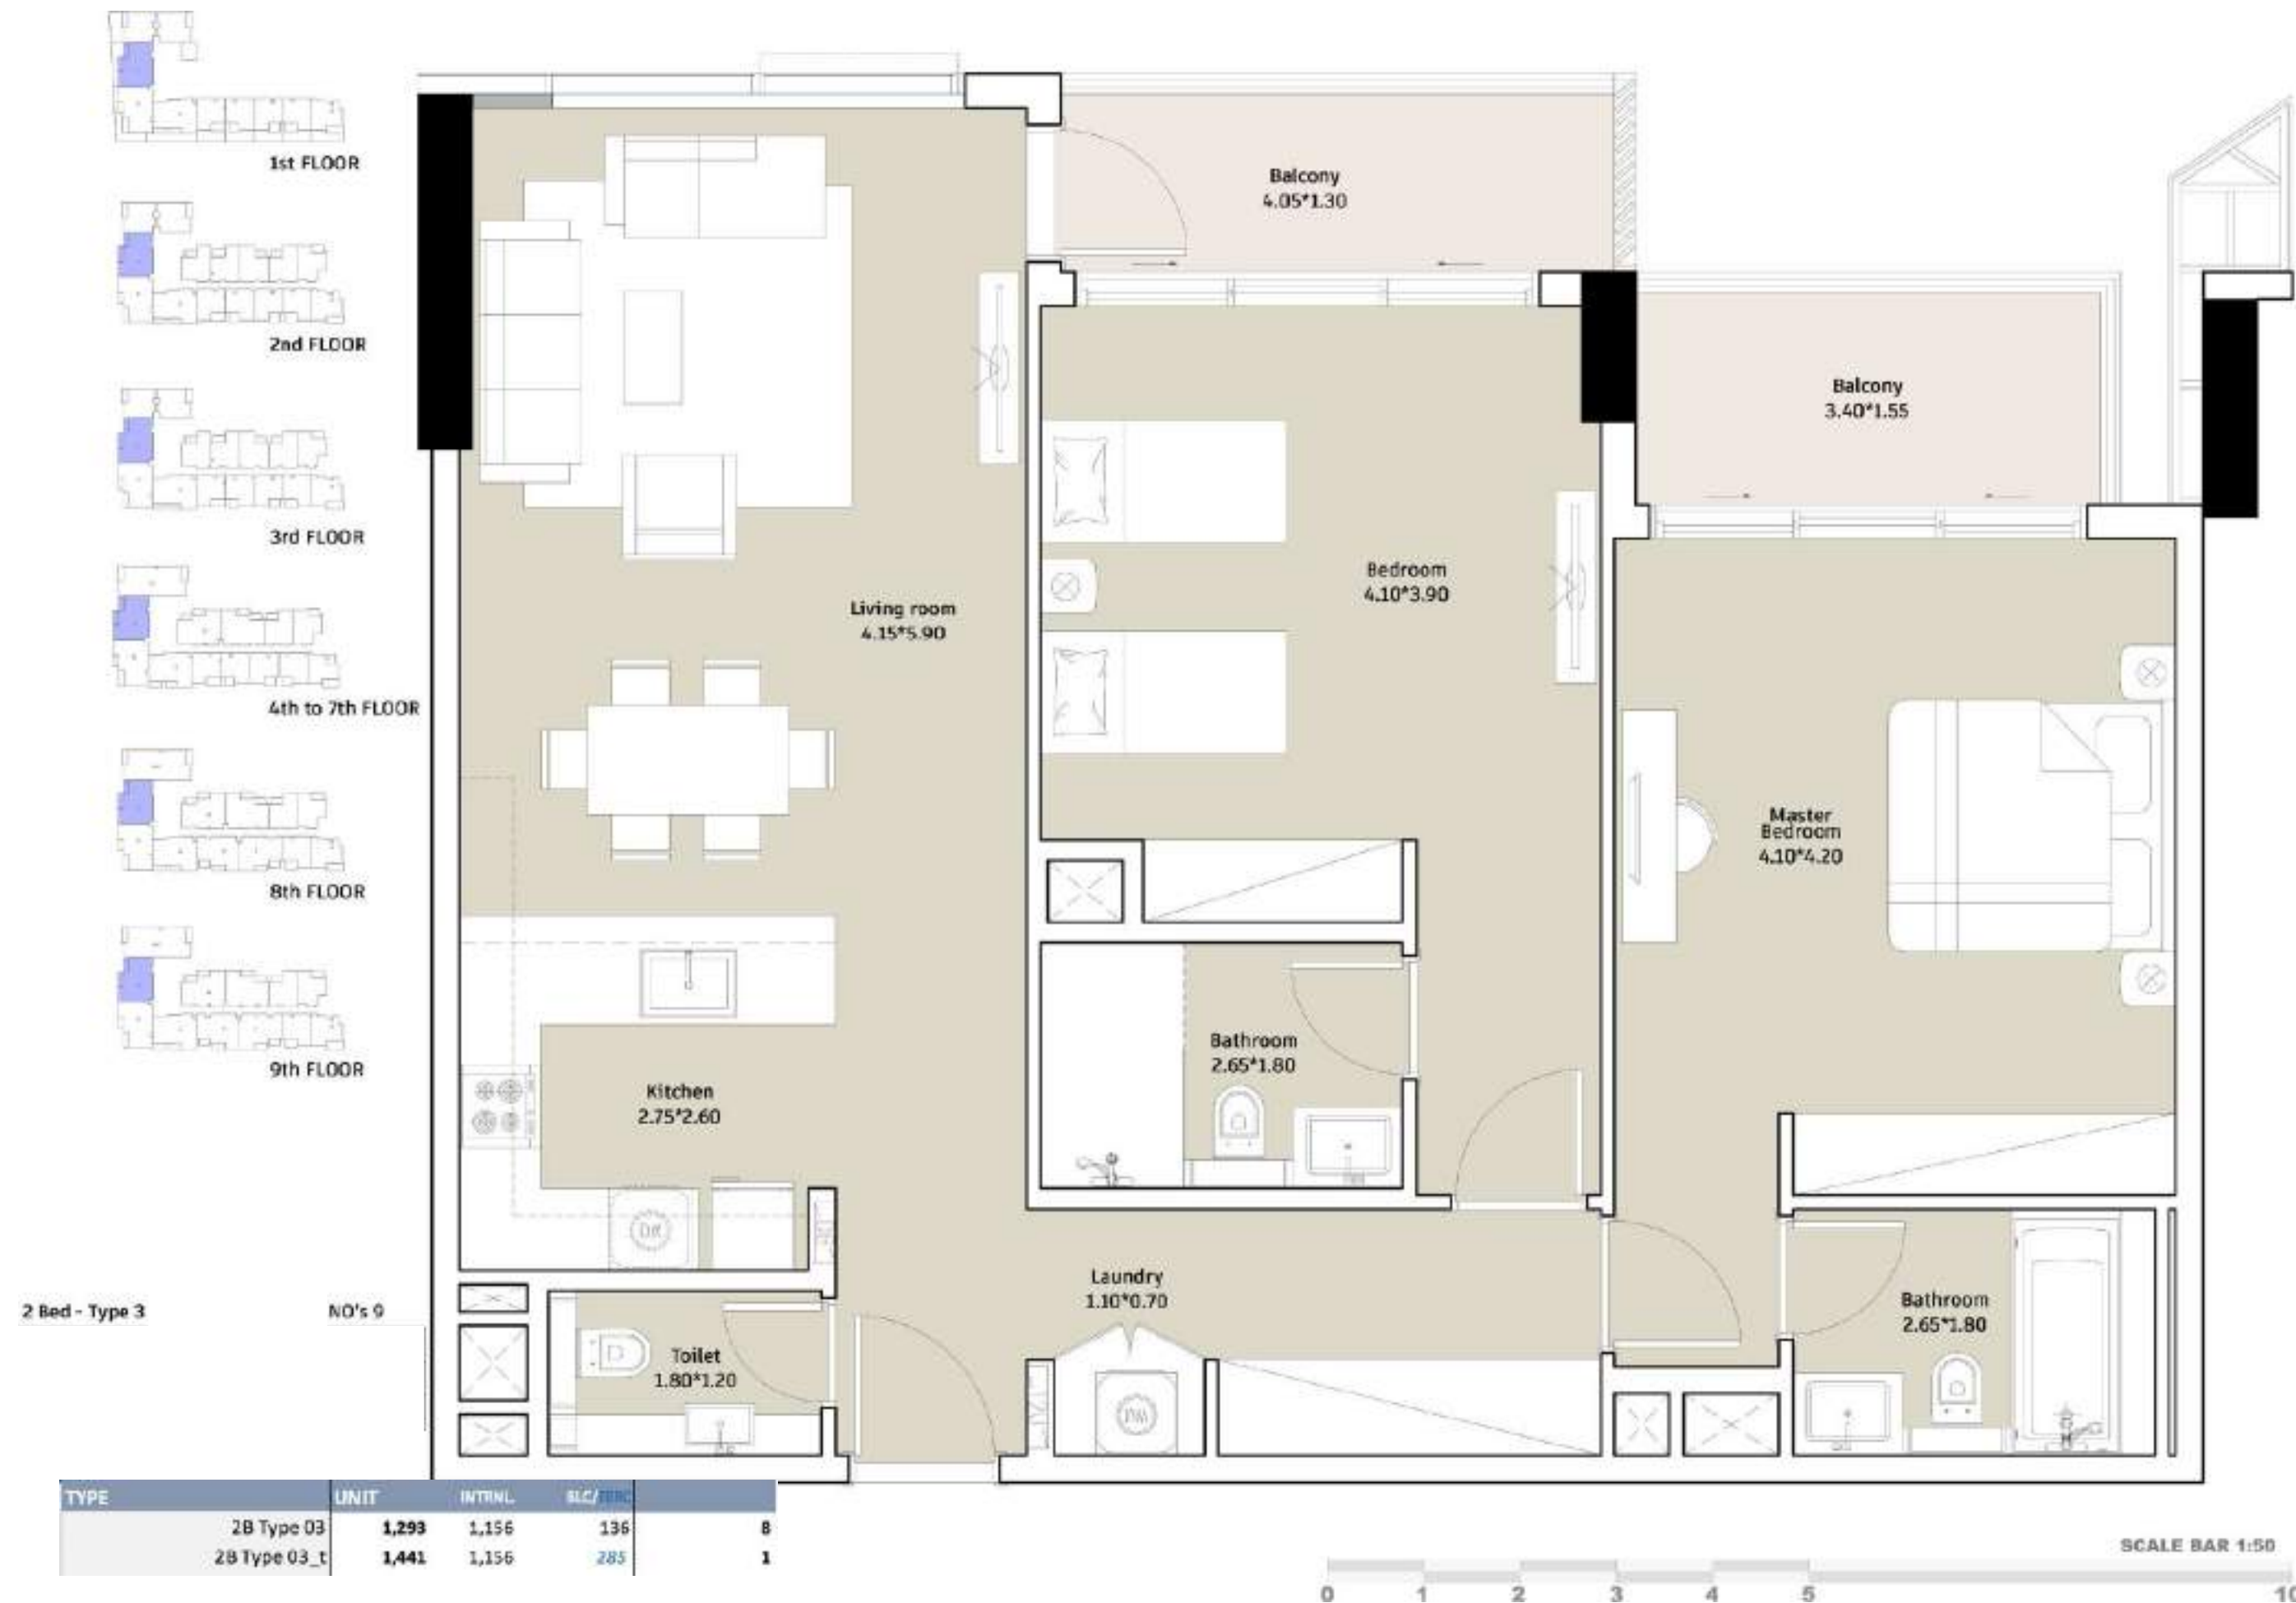 1st FLOOR
2nd FLOOR
3rd FLOOR
4th to 7th FLOOR
8th FLOOR
9th FLOOR
2 Bed - Type 3
NO's 9
Balcony
4.05*1.30
Balcony
3.40*1.55
Bedroom
4.10*3.90
Living room
4.15*5.90
Master
Bedroom
4.10*4.20
Bathroom
2.65*1.80
Kitchen
2.75*2.60
Laundry
1.10*0.70
Bathroom
2.65*1.80
Toilet
1.80*1.20
TYPE UNIT INTRNL. BLC/
2B Type 03 1,293 1,156 136 8
2B Type 03_t 1,441 1,156 285 1
SCALE BAR 1:50
0 1 2 3 4 5 10